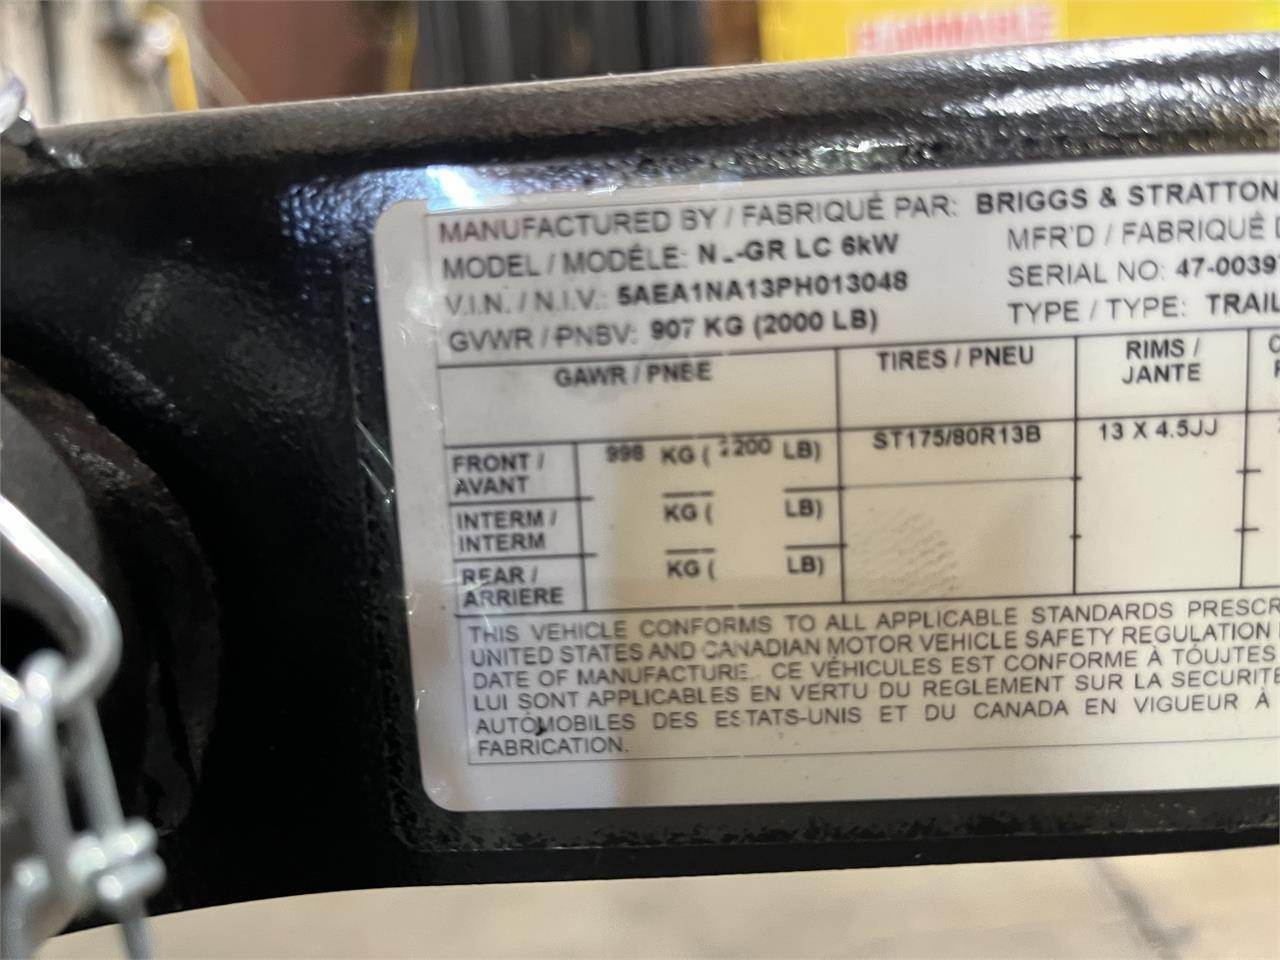 MANUFACTURED BY / FABRIQUÉ PAR: BRIGGS & STRATTON
MODEL / MODÉLE: GR LC 6kW MFR'D / FABRIQUÉ
V.I.N. / N.I.V.: 5AEA1NA13PH013048 SERIAL NO: 47-0039
GVWR / PNBV: 907 KG (2000 LB) TYPE / TYPE: TRAIL
GAWR / PNBE TIRES / PNEU RIMS / JANTE
FRONT / AVANT 998 KG ( 200 LB) ST175/80R13B 13 X 4.5JJ
INTERM / INTERM KG ( LB)
REAR / ARRIERE KG ( LB)
THIS VEHICLE CONFORMS TO ALL APPLICABLE STANDARDS PRESCR
UNITED STATES AND CANADIAN MOTOR VEHICLE SAFETY REGULATION
DATE OF MANUFACTURE. CE VÉHICULES EST CONFORME À TOUJTES
LUI SONT APPLICABLES EN VERTU DU REGLEMENT SUR LA SECURITE
AUTOMOBILES DES ESTATS-UNIS ET DU CANADA EN VIGUEUR À
FABRICATION.